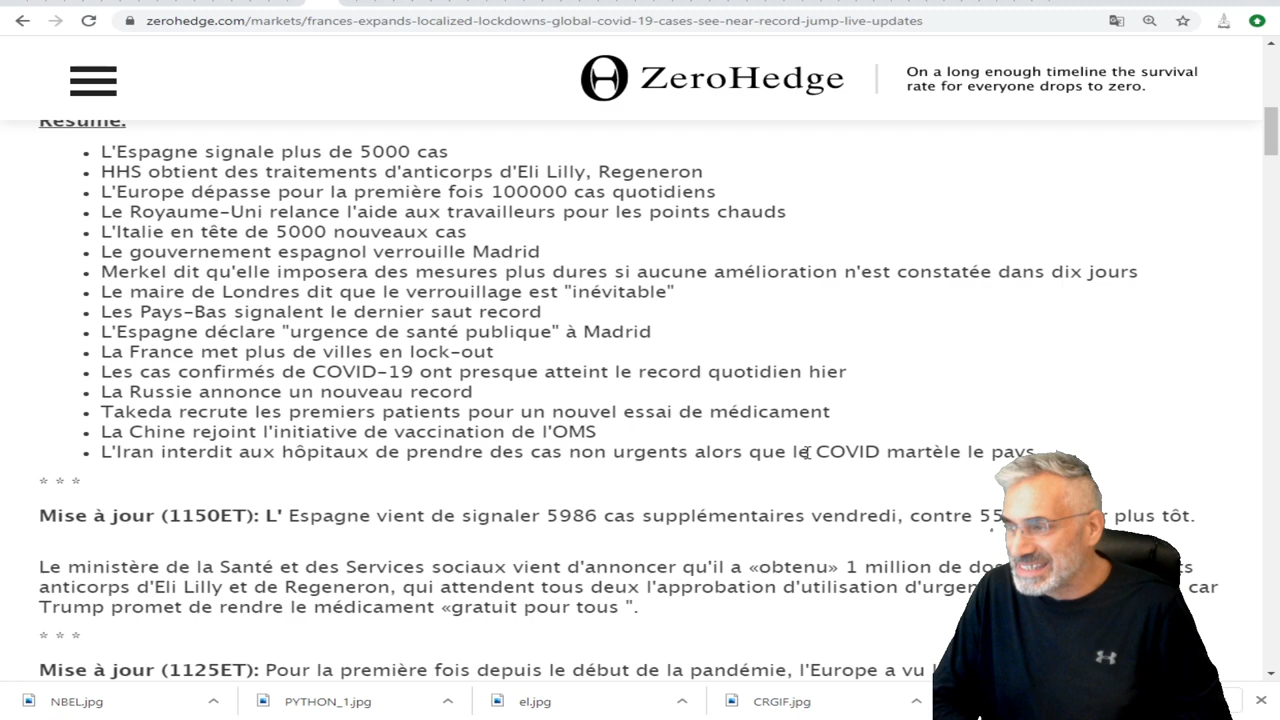 zerohedge.com/markets/frances-expands-localized-lockdowns-global-covid-19-cases-see-near-record-jump-live-updates
ZeroHedge
On a long enough timeline the survival
rate for everyone drops to zero.
Résumé:
L'Espagne signale plus de 5000 cas
HHS obtient des traitements d'anticorps d'Eli Lilly, Regeneron
L'Europe dépasse pour la première fois 100000 cas quotidiens
Le Royaume-Uni relance l'aide aux travailleurs pour les points chauds
L'Italie en tête de 5000 nouveaux cas
Le gouvernement espagnol verrouille Madrid
Merkel dit qu'elle imposera des mesures plus dures si aucune amélioration n'est constatée dans dix jours
Le maire de Londres dit que le verrouillage est "inévitable"
Les Pays-Bas signalent le dernier saut record
L'Espagne déclare "urgence de santé publique" à Madrid
La France met plus de villes en lock-out
Les cas confirmés de COVID-19 ont presque atteint le record quotidien hier
La Russie annonce un nouveau record
Takeda recrute les premiers patients pour un nouvel essai de médicament
La Chine rejoint l'initiative de vaccination de l'OMS
L'Iran interdit aux hôpitaux de prendre des cas non urgents alors que le COVID martèle le pays
* * *
Mise à jour (1150ET): L' Espagne vient de signaler 5986 cas supplémentaires vendredi, contre plus tôt.
Le ministère de la Santé et des Services sociaux vient d'annoncer qu'il a «obtenu» 1 million de
anticorps d'Eli Lilly et de Regeneron, qui attendent tous deux l'approbation d'utilisation car
Trump promet de rendre le médicament «gratuit pour tous ".
* * *
Mise à jour (1125ET): Pour la première fois depuis le début de la pandémie, l'Europe a vu
NBEL.jpg
PYTHON_1.jpg
el.jpg
CRGIF.jpg